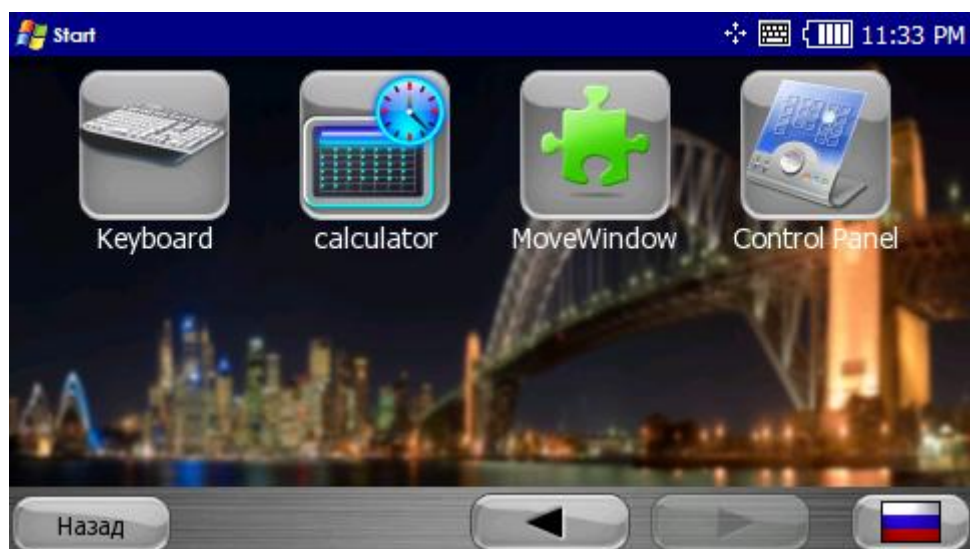 Start
11:33 PM
Keyboard
calculator
MoveWindow
Control Panel
Назад